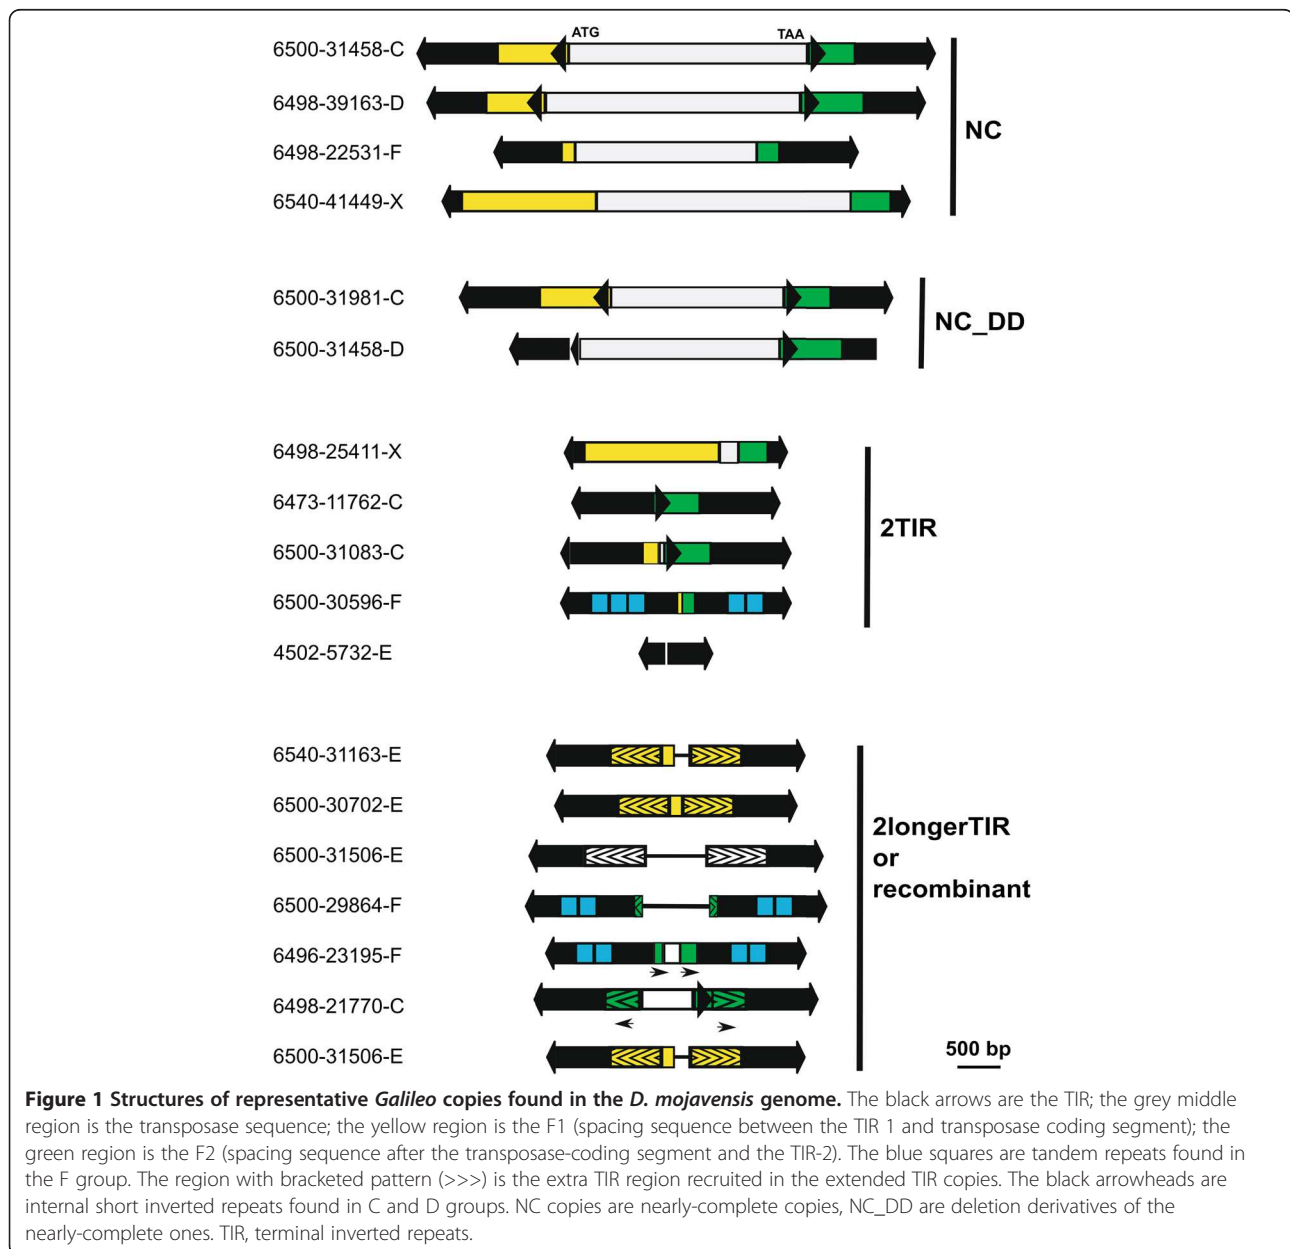 ATG
TAA
6500-31458-C
6498-39163-D
6498-22531-F
6540-41449-X
NC
6500-31981-C
6500-31458-D
NC_DD
6498-25411-X
6473-11762-C
6500-31083-C
6500-30596-F
4502-5732-E
2TIR
6540-31163-E
6500-30702-E
6500-31506-E
6500-29864-F
6496-23195-F
6498-21770-C
6500-31506-E
2longerTIR
or
recombinant
500 bp
Figure 1 Structures of representative Galileo copies found in the D. mojavensis genome. The black arrows are the TIR; the grey middle
region is the transposase sequence; the yellow region is the F1 (spacing sequence between the TIR 1 and transposase coding segment); the
green region is the F2 (spacing sequence after the transposase-coding segment and the TIR-2). The blue squares are tandem repeats found in
the F group. The region with bracketed pattern (>>>) is the extra TIR region recruited in the extended TIR copies. The black arrowheads are
internal short inverted repeats found in C and D groups. NC copies are nearly-complete copies, NC_DD are deletion derivatives of the
nearly-complete ones. TIR, terminal inverted repeats.